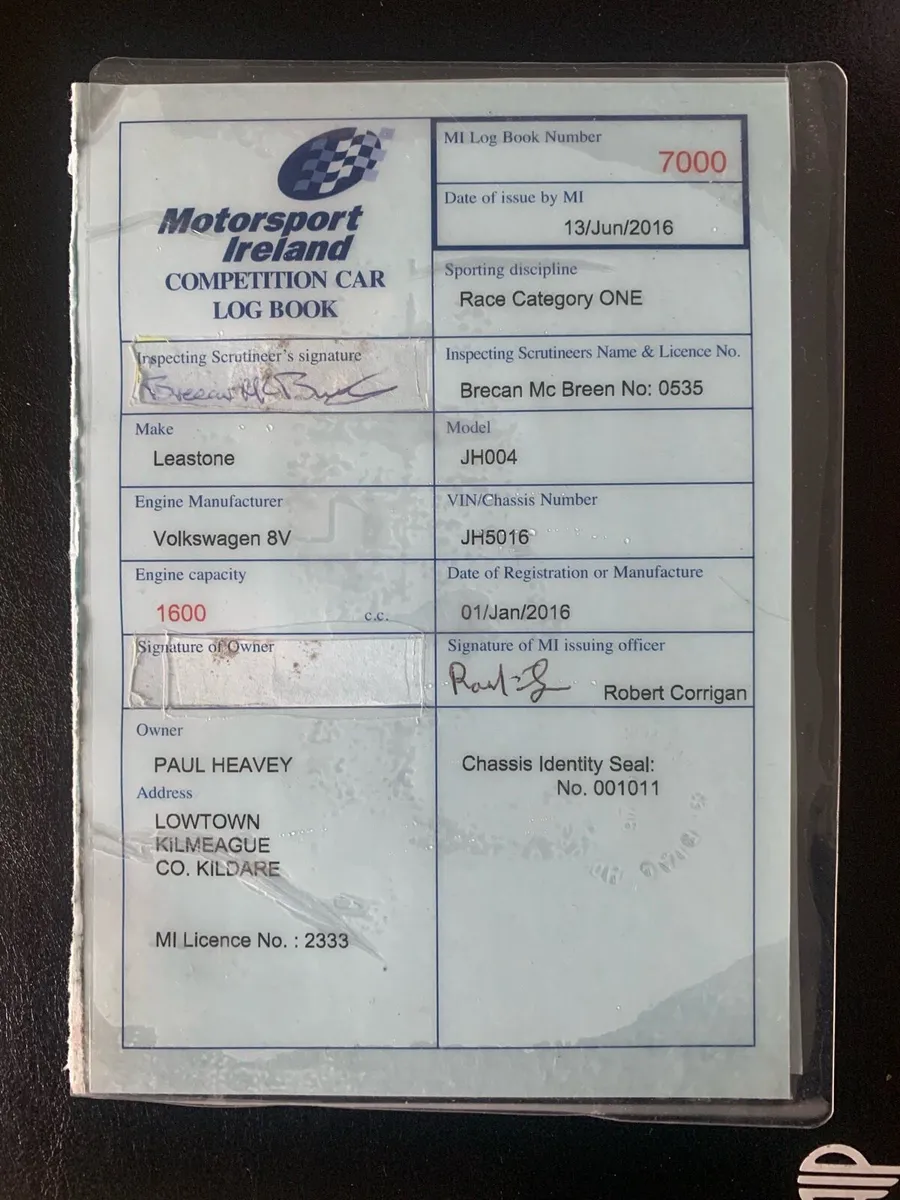 Motorsport
Ireland
COMPETITION CAR
LOG BOOK
MI Log Book Number
7000
Date of issue by MI
13/Jun/2016
Sporting discipline
Race Category ONE
Inspecting Scrutineer's signature
Brecan Mc Breen
Inspecting Scrutineers Name & Licence No.
Brecan Mc Breen No: 0535
Make
Leastone
Model
JH004
Engine Manufacturer
Volkswagen 8V
VIN/Chassis Number
JH5016
Engine capacity
1600 c.c.
Date of Registration or Manufacture
01/Jan/2016
Signature of Owner
Signature of MI issuing officer
Robert Corrigan
Owner
PAUL HEAVEY
Address
LOWTOWN
KILMEAGUE
CO. KILDARE
MI Licence No. : 2333
Chassis Identity Seal:
No. 001011